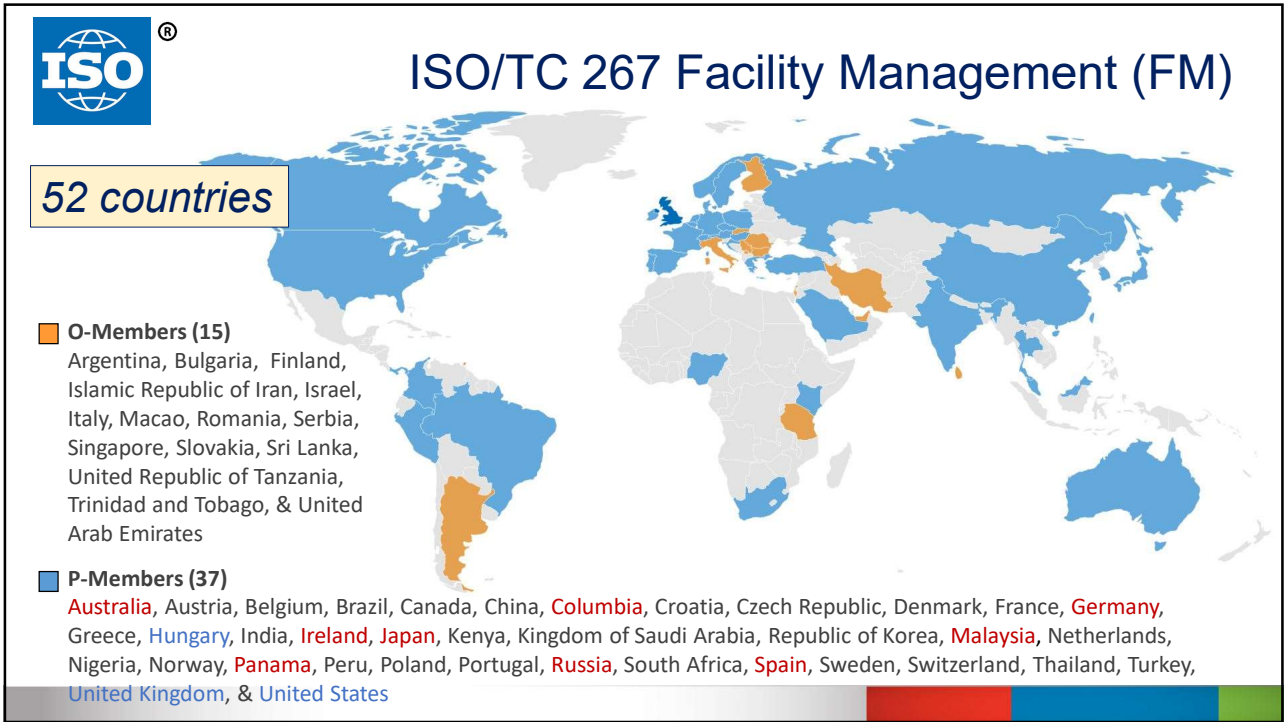 ISO
®
ISO/TC 267 Facility Management (FM)
52 countries
O-Members (15)
Argentina, Bulgaria, Finland,
Islamic Republic of Iran, Israel,
Italy, Macao, Romania, Serbia,
Singapore, Slovakia, Sri Lanka,
United Republic of Tanzania,
Trinidad and Tobago, & United
Arab Emirates
P-Members (37)
Australia, Austria, Belgium, Brazil, Canada, China, Columbia, Croatia, Czech Republic, Denmark, France, Germany,
Greece, Hungary, India, Ireland, Japan, Kenya, Kingdom of Saudi Arabia, Republic of Korea, Malaysia, Netherlands,
Nigeria, Norway, Panama, Peru, Poland, Portugal, Russia, South Africa, Spain, Sweden, Switzerland, Thailand, Turkey,
United Kingdom, & United States